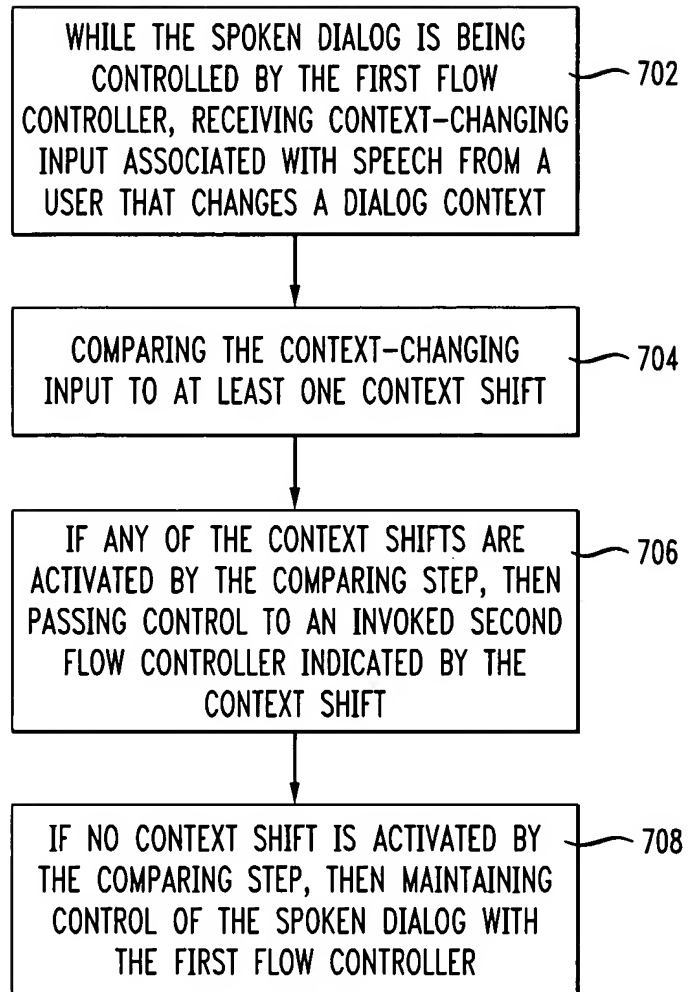 WHILE THE SPOKEN DIALOG IS BEING
CONTROLLED BY THE FIRST FLOW
CONTROLLER, RECEIVING CONTEXT-CHANGING
INPUT ASSOCIATED WITH SPEECH FROM A
USER THAT CHANGES A DIALOG CONTEXT
702
COMPARING THE CONTEXT-CHANGING
INPUT TO AT LEAST ONE CONTEXT SHIFT
704
IF ANY OF THE CONTEXT SHIFTS ARE
ACTIVATED BY THE COMPARING STEP, THEN
PASSING CONTROL TO AN INVOKED SECOND
FLOW CONTROLLER INDICATED BY THE
CONTEXT SHIFT
706
IF NO CONTEXT SHIFT IS ACTIVATED BY
THE COMPARING STEP, THEN MAINTAINING
CONTROL OF THE SPOKEN DIALOG WITH
THE FIRST FLOW CONTROLLER
708